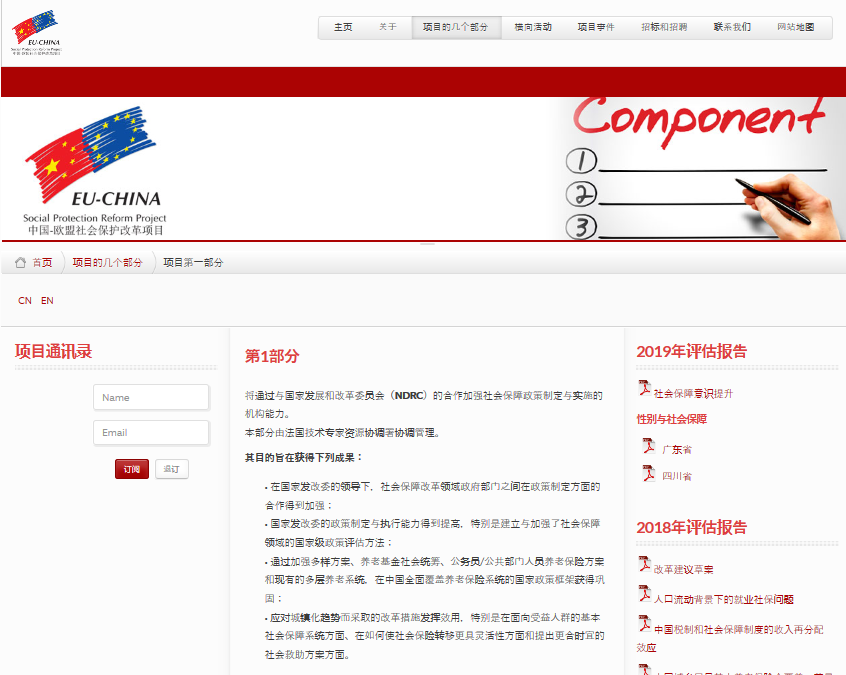 EU-CHINA
Social Protection Reform Project
中国-欧盟社会保护改革项目
主页 关于 项目的几个部分 横向活动 项目事件 招标和招聘 联系我们 网站地图
Component
1
2
3
EU-CHINA
Social Protection Reform Project
中国-欧盟社会保护改革项目
首页 项目的几个部分 项目第一部分
CN EN
项目通讯录
Name
Email
订阅 退订
第1部分
将通过与国家发展和改革委员会（NDRC）的合作加强社会保障政策制定与实施的
机构能力。
本部分由法国技术专家资源协调署协调管理。
其目的旨在获得下列成果：
• 在国家发改委的领导下，社会保障改革领域政府部门之间在政策制定方面的
合作得到加强；
• 国家发改委的政策制定与执行能力得到提高，特别是建立与加强了社会保障
领域的国家级政策评估方法；
• 通过加强多样方案、养老基金社会统筹、公务员/公共部门人员养老保险方案
和现有的多层养老系统，在中国全面覆盖养老保险系统的国家政策框架获得巩
固；
• 应对城镇化趋势而采取的改革措施发挥效用，特别是在面向受益人群的基本
社会保障系统方面、在如何使社会保险转移更具灵活性方面和提出更合时宜的
社会救助方案方面。
2019年评估报告
社会保障意识提升
性别与社会保障
广东省
四川省
2018年评估报告
改革建议草案
人口流动背景下的就业社保问题
中国税制和社会保障制度的收入再分配
效应